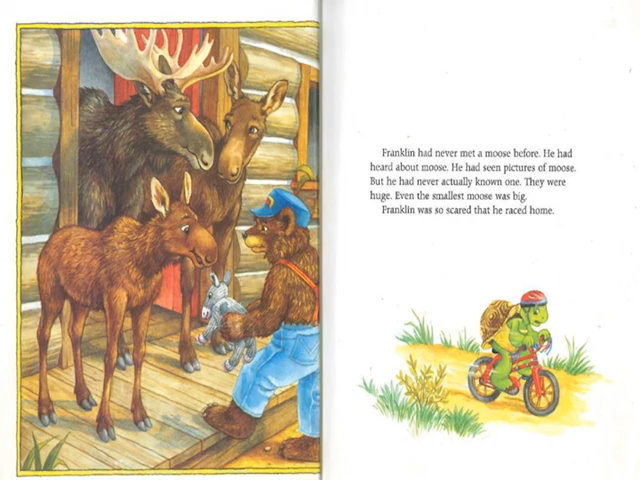 Franklin had never met a moose before. He had
heard about moose. He had seen pictures of moose.
But he had never actually known one. They were
huge. Even the smallest moose was big.
Franklin was so scared that he raced home.